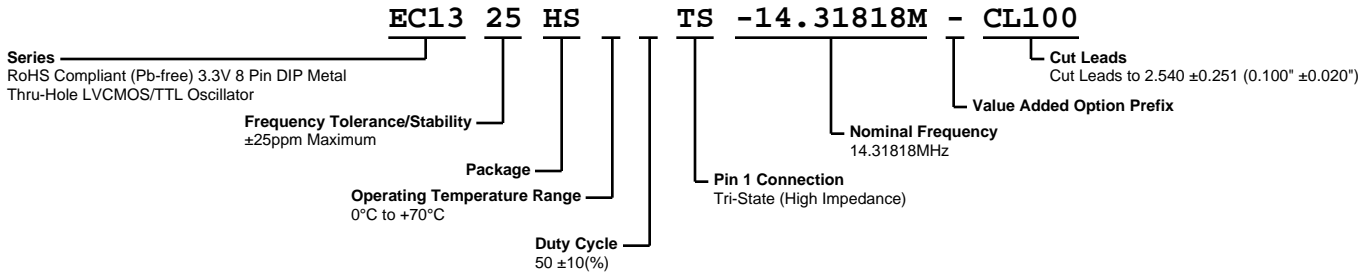 EC13 25 HS TS -14.31818M - CL100
Series
RoHS Compliant (Pb-free) 3.3V 8 Pin DIP Metal
Thru-Hole LVCMOS/TTL Oscillator
Frequency Tolerance/Stability
±25ppm Maximum
Package
Operating Temperature Range
0°C to +70°C
Duty Cycle
50 ±10(%)
Pin 1 Connection
Tri-State (High Impedance)
Nominal Frequency
14.31818MHz
Value Added Option Prefix
Cut Leads
Cut Leads to 2.540 ±0.251 (0.100" ±0.020")